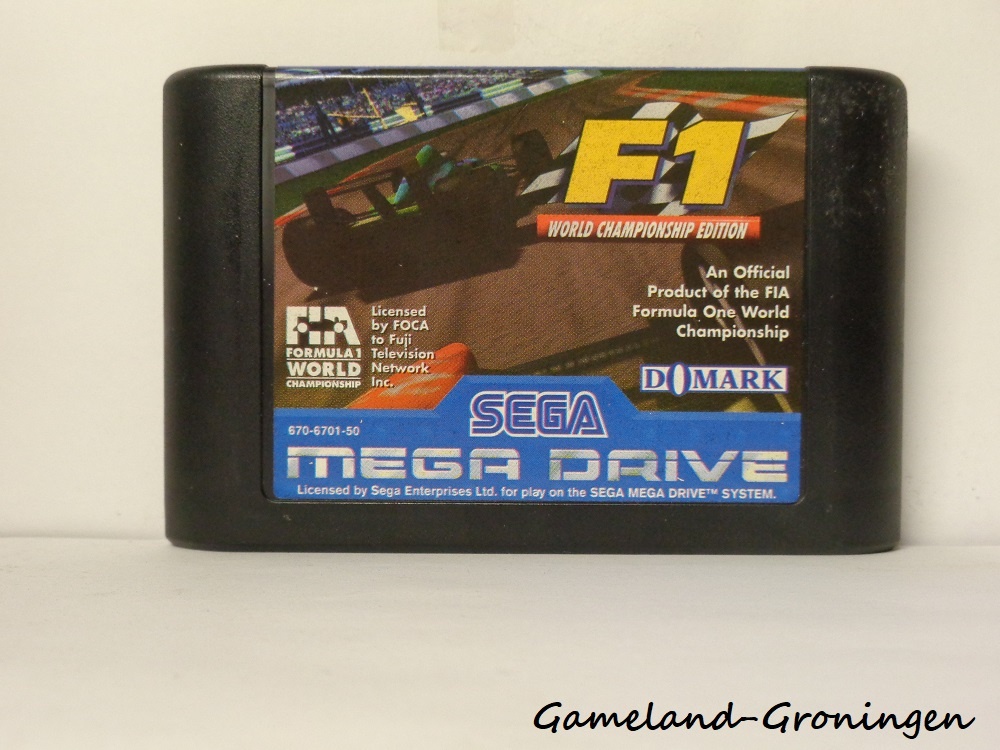 F1
WORLD CHAMPIONSHIP EDITION
An Official
Product of the FIA
Formula One World
Championship
FIA
FORMULA 1
WORLD
CHAMPIONSHIP
Licensed
by FOCA
to Fuji
Television
Network
Inc.
DOMARK
SEGA
670-6701-50
MEGA DRIVE
Licensed by Sega Enterprises Ltd. for play on the SEGA MEGA DRIVE™ SYSTEM.
Gameland-Groningen